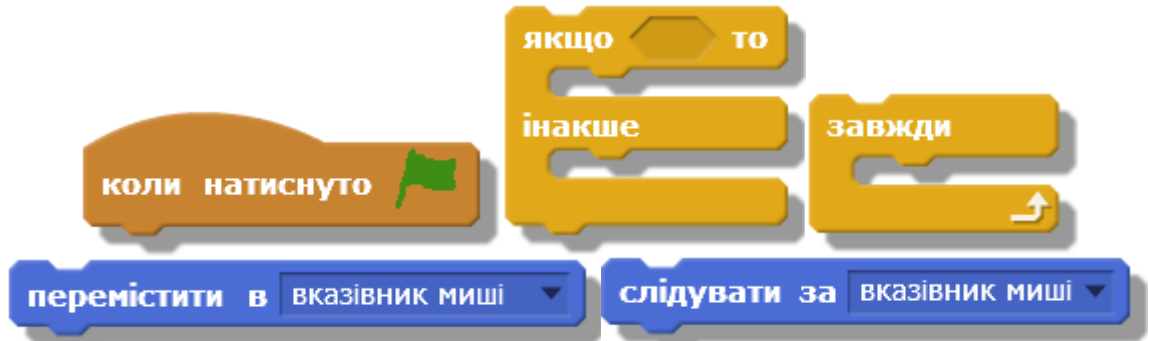 якщо то
інакше
завжди
коли натиснуто
перемістити в вказівник миші
слідувати за вказівник миші